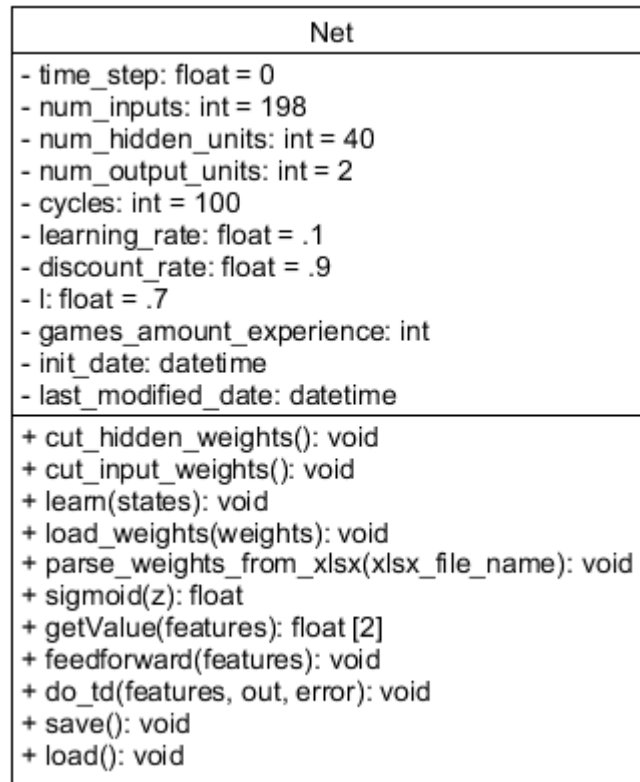 Net
- time_step: float = 0
- num_inputs: int = 198
- num_hidden_units: int = 40
- num_output_units: int = 2
- cycles: int = 100
- learning_rate: float = .1
- discount_rate: float = .9
- l: float = .7
- games_amount_experience: int
- init_date: datetime
- last_modified_date: datetime
+ cut_hidden_weights(): void
+ cut_input_weights(): void
+ learn(states): void
+ load_weights(weights): void
+ parse_weights_from_xlsx(xlsx_file_name): void
+ sigmoid(z): float
+ getValue(features): float [2]
+ feedforward(features): void
+ do_td(features, out, error): void
+ save(): void
+ load(): void